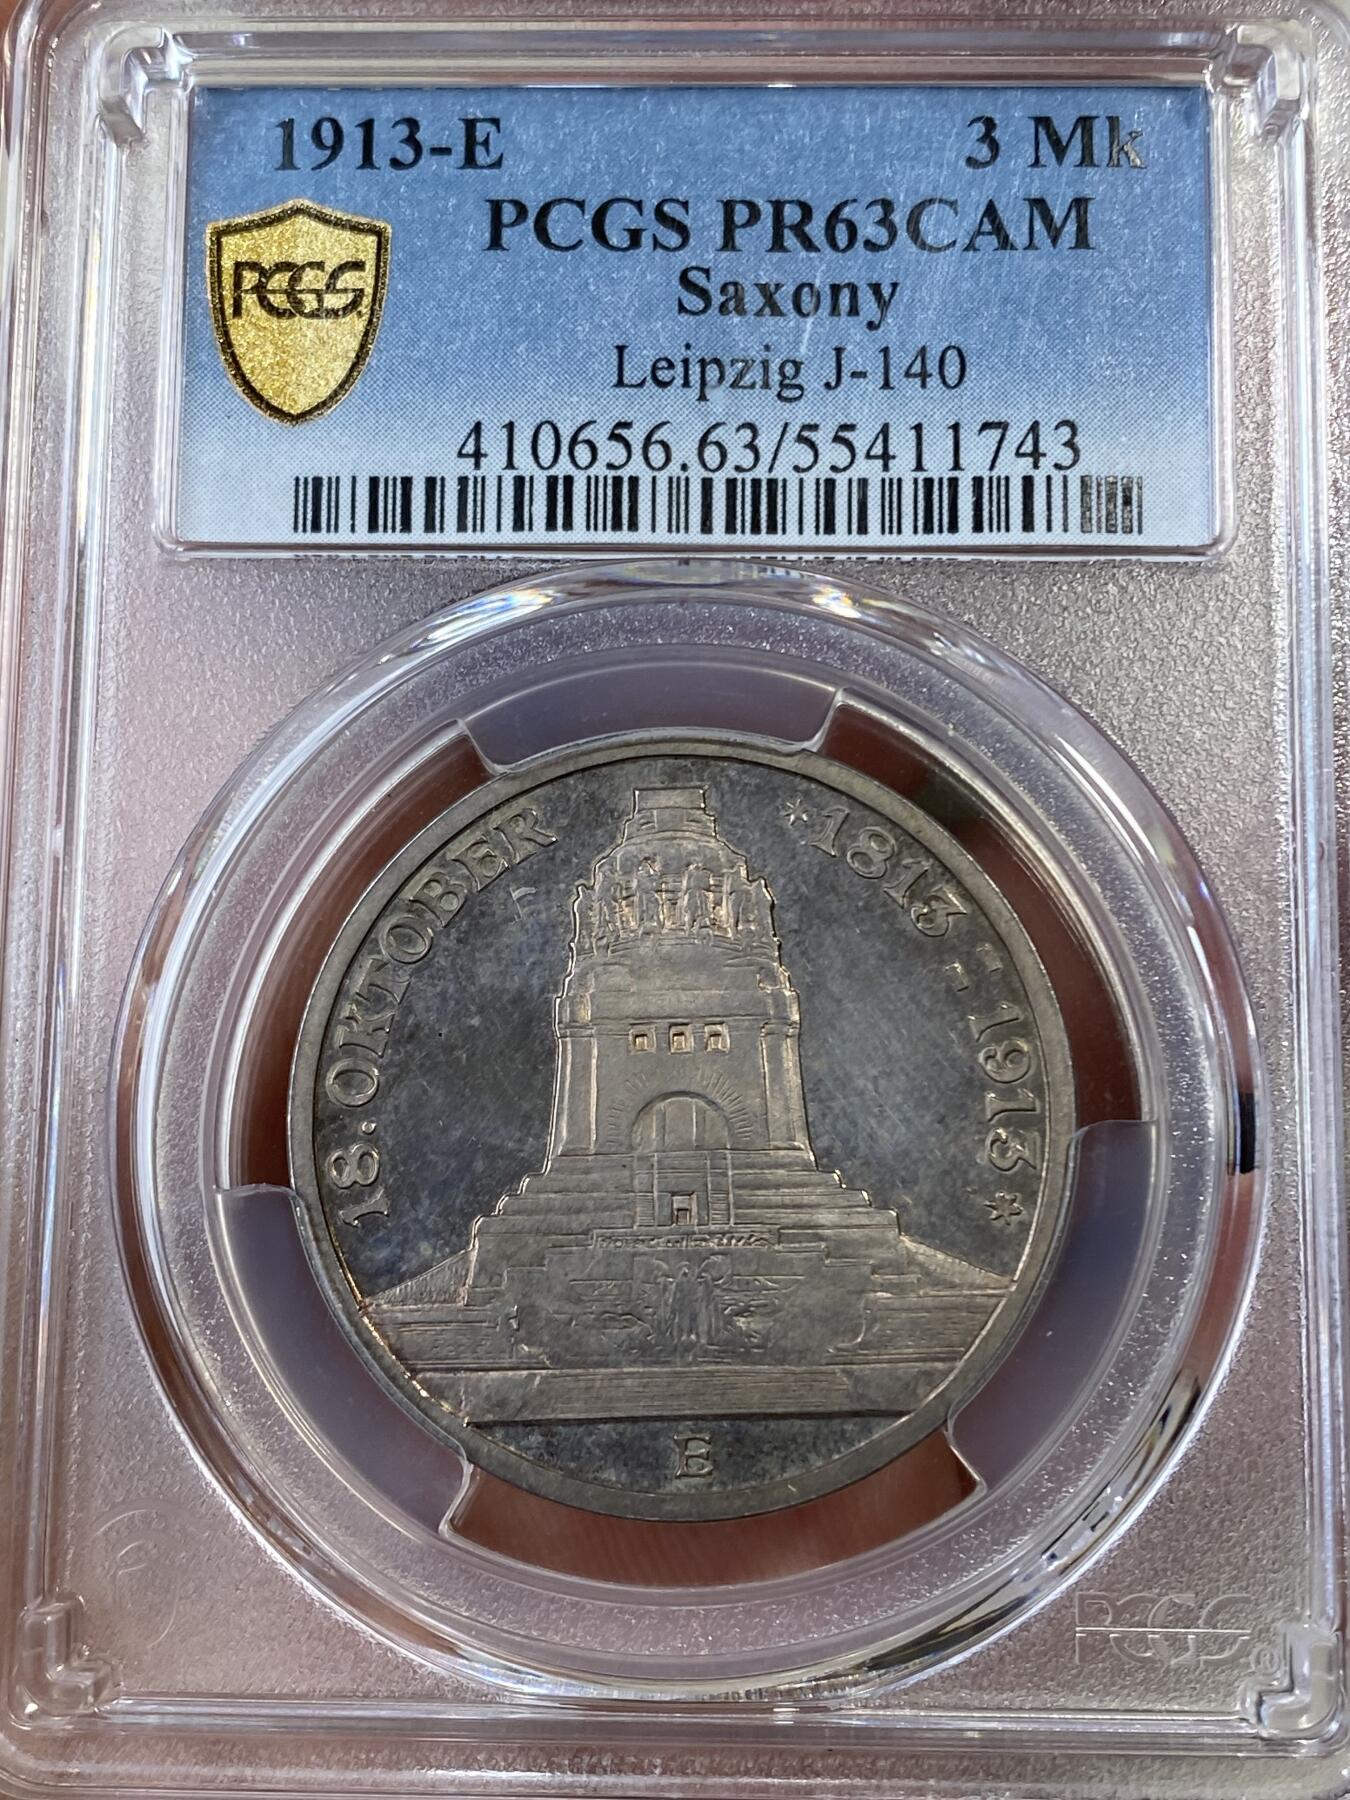 1913-E 3 Mk
PCGS PR63CAM
Saxony
PCGS
Leipzig J-140
410656.63/55411743
18. OKTOBER *1813 - 1913*
E
PCGS